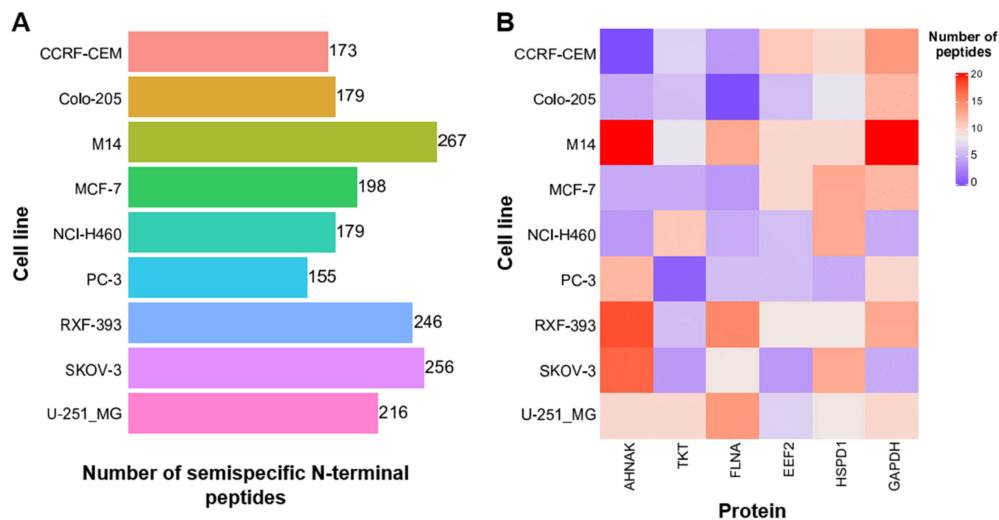 A
CCRF-CEM
173
Colo-205
179
M14
267
MCF-7
198
NCI-H460
179
PC-3
155
RXF-393
246
SKOV-3
256
U-251_MG
216
Cell line
Number of semispecific N-terminal
peptides
B
CCRF-CEM
Colo-205
M14
MCF-7
NCI-H460
PC-3
RXF-393
SKOV-3
U-251_MG
Cell line
AHNAK
TKT
FLNA
EEF2
HSPD1
GAPDH
Protein
Number of
peptides
20
15
10
5
0